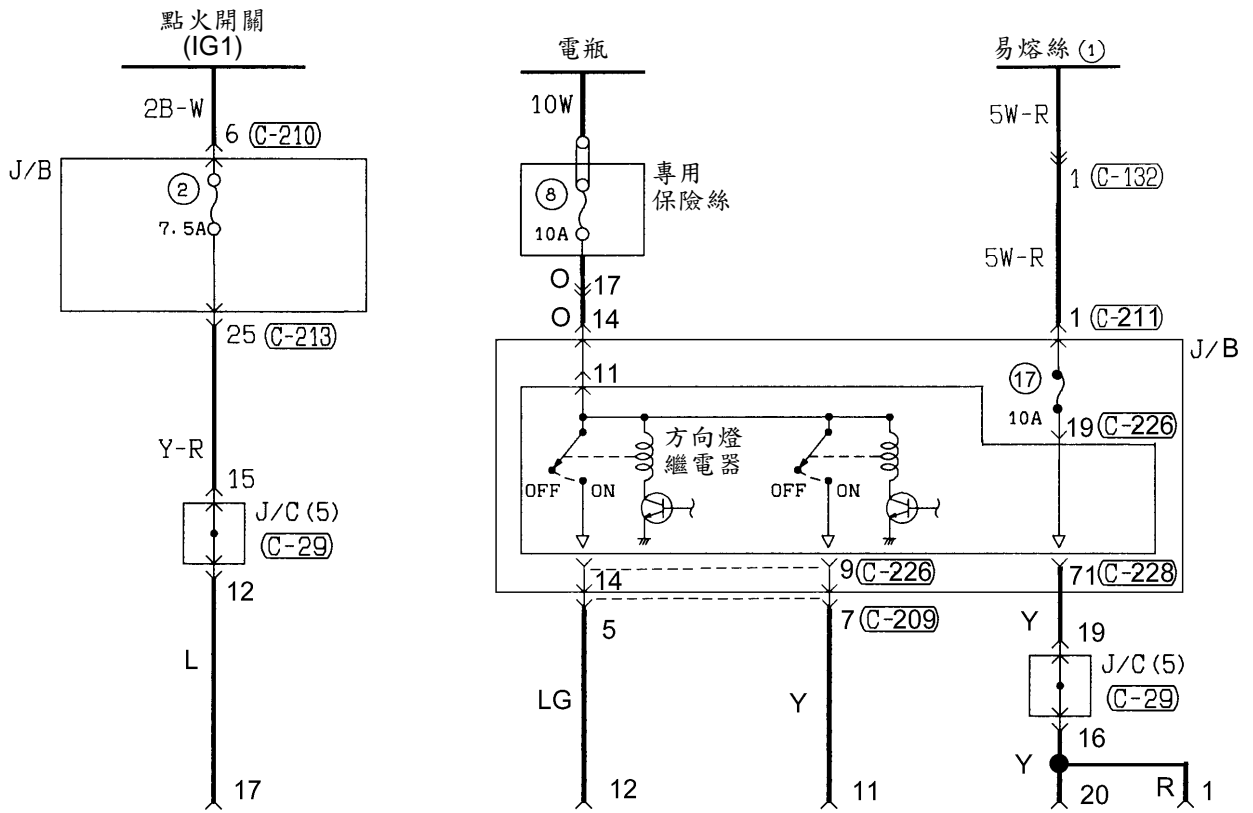 點火開關
(IG1)
電瓶
易熔絲 ①
2B-W
10W
5W-R
6 (C-210)
J/B
②
7.5A
⑧
10A
專用
保險絲
1 (C-132)
5W-R
O
17
O
14
1 (C-211)
25 (C-213)
J/B
11
⑰
10A
19 (C-226)
方向燈
繼電器
OFF
ON
OFF
ON
Y-R
15
J/C (5)
(C-29)
12
14
9 (C-226)
71 (C-228)
5
7 (C-209)
Y
19
J/C (5)
(C-29)
16
L
LG
Y
Y
R
17
12
11
20
1